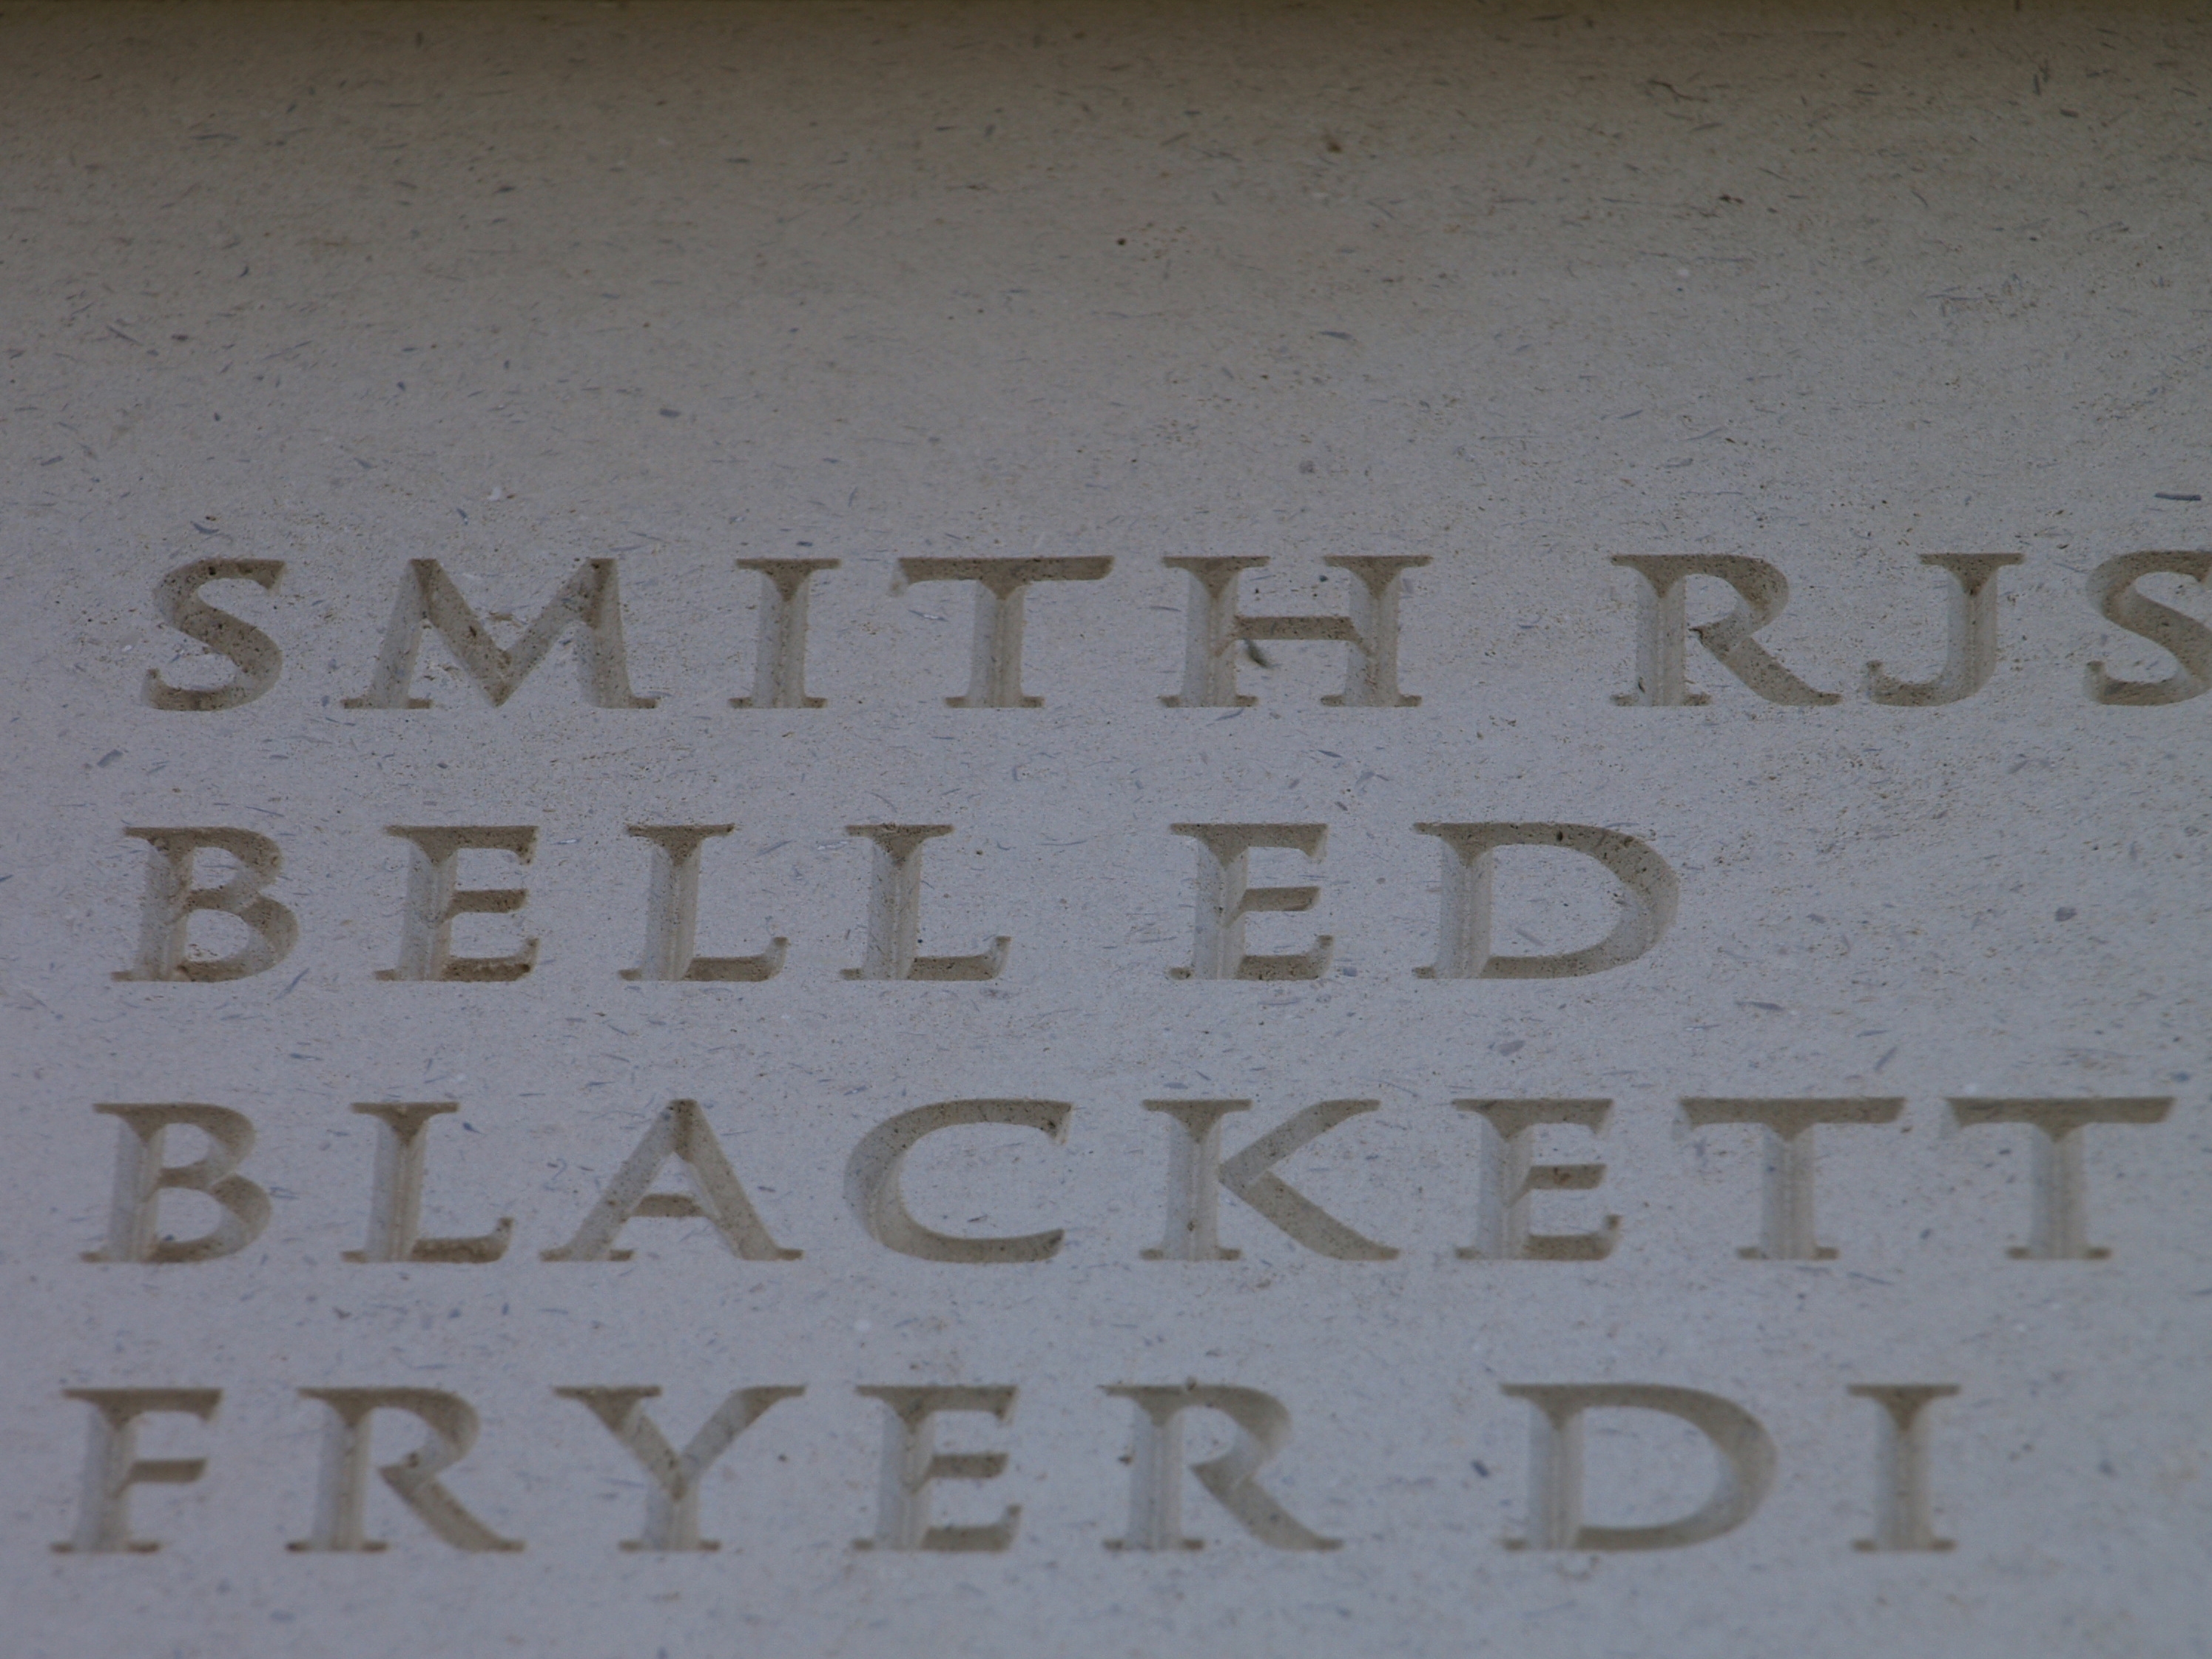 SMITH RJS
BELL ED
BLACKETT
FRYER DI